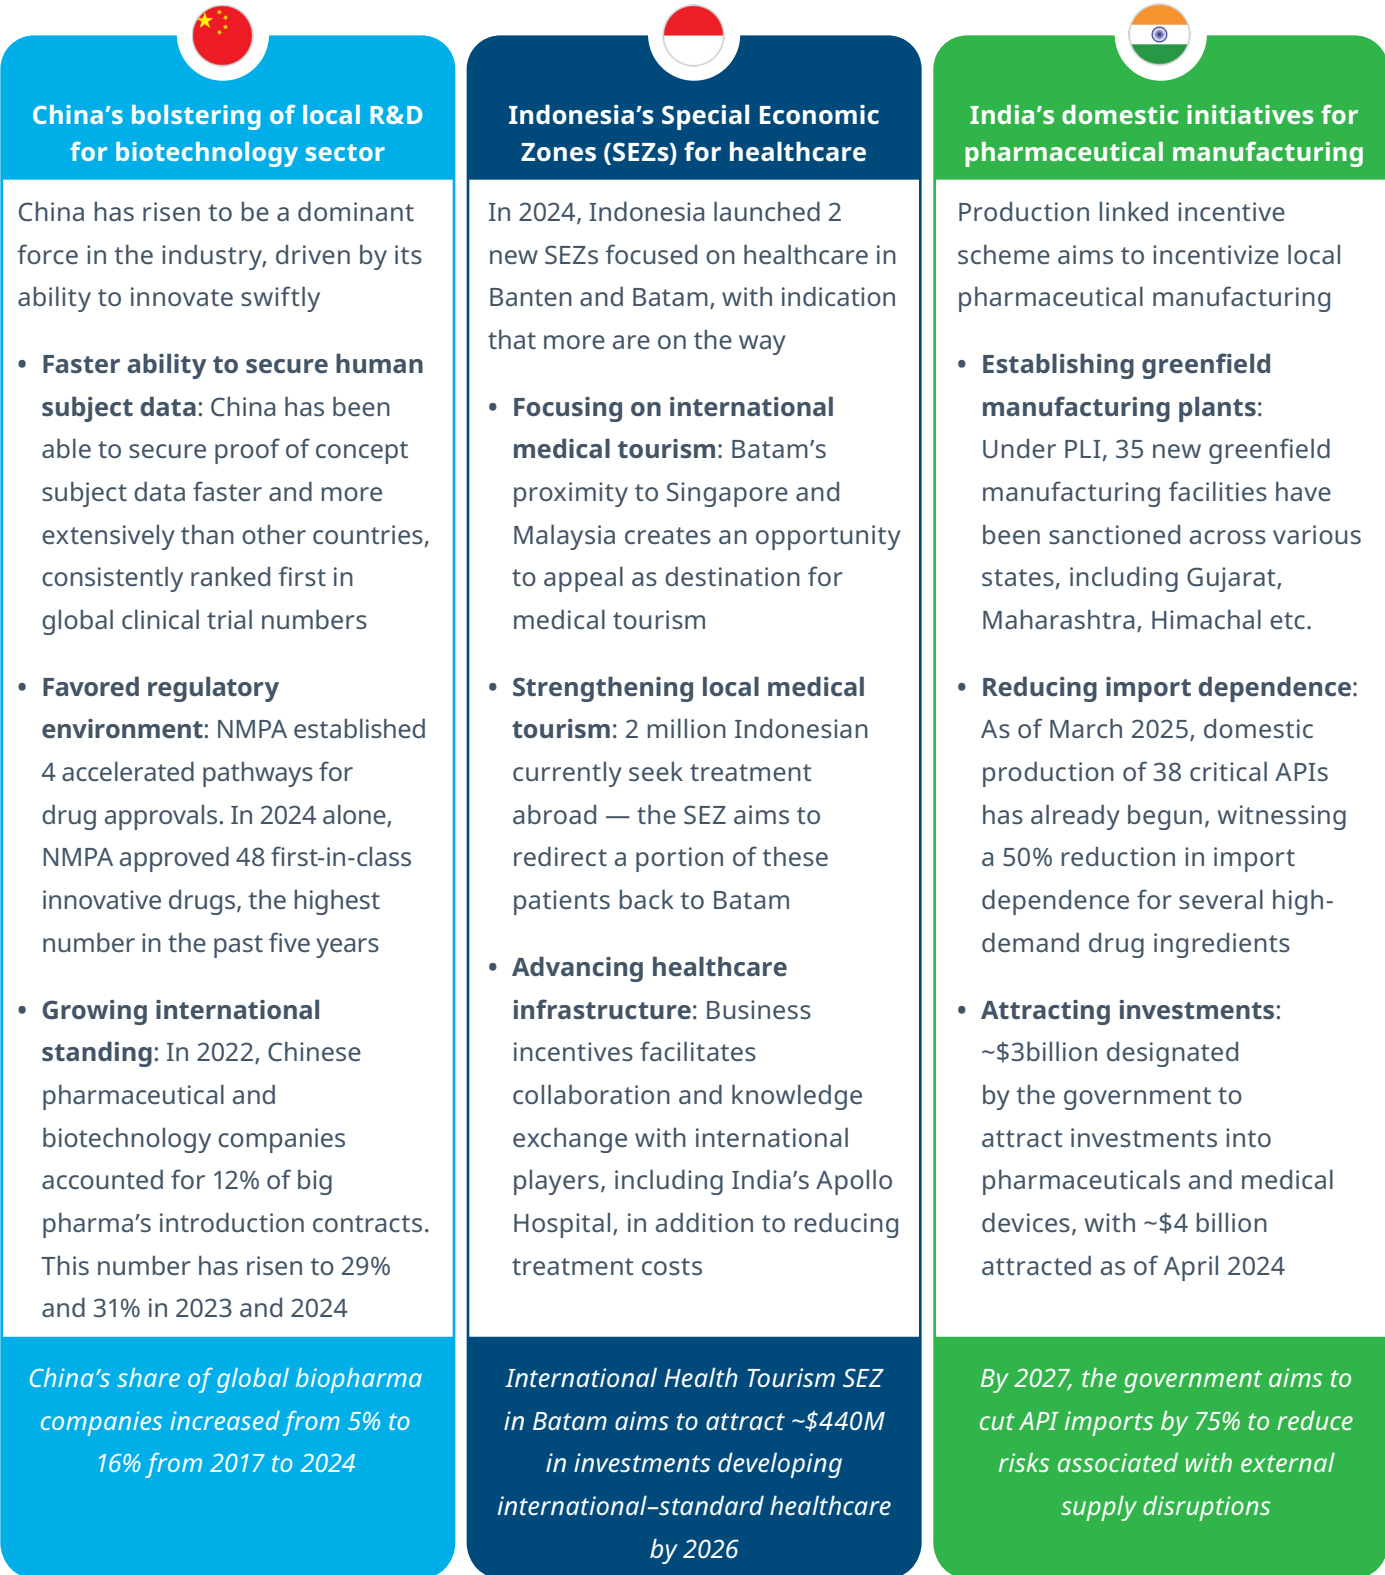 China’s bolstering of local R&D
for biotechnology sector
China has risen to be a dominant
force in the industry, driven by its
ability to innovate swiftly
• Faster ability to secure human
subject data: China has been
able to secure proof of concept
subject data faster and more
extensively than other countries,
consistently ranked first in
global clinical trial numbers
• Favored regulatory
environment: NMPA established
4 accelerated pathways for
drug approvals. In 2024 alone,
NMPA approved 48 first-in-class
innovative drugs, the highest
number in the past five years
• Growing international
standing: In 2022, Chinese
pharmaceutical and
biotechnology companies
accounted for 12% of big
pharma’s introduction contracts.
This number has risen to 29%
and 31% in 2023 and 2024
China’s share of global biopharma
companies increased from 5% to
16% from 2017 to 2024
Indonesia’s Special Economic
Zones (SEZs) for healthcare
In 2024, Indonesia launched 2
new SEZs focused on healthcare in
Banten and Batam, with indication
that more are on the way
• Focusing on international
medical tourism: Batam’s
proximity to Singapore and
Malaysia creates an opportunity
to appeal as destination for
medical tourism
• Strengthening local medical
tourism: 2 million Indonesian
currently seek treatment
abroad — the SEZ aims to
redirect a portion of these
patients back to Batam
• Advancing healthcare
infrastructure: Business
incentives facilitates
collaboration and knowledge
exchange with international
players, including India’s Apollo
Hospital, in addition to reducing
treatment costs
International Health Tourism SEZ
in Batam aims to attract ~$440M
in investments developing
international–standard healthcare
by 2026
India’s domestic initiatives for
pharmaceutical manufacturing
Production linked incentive
scheme aims to incentivize local
pharmaceutical manufacturing
• Establishing greenfield
manufacturing plants:
Under PLI, 35 new greenfield
manufacturing facilities have
been sanctioned across various
states, including Gujarat,
Maharashtra, Himachal etc.
• Reducing import dependence:
As of March 2025, domestic
production of 38 critical APIs
has already begun, witnessing
a 50% reduction in import
dependence for several high-
demand drug ingredients
• Attracting investments:
~$3billion designated
by the government to
attract investments into
pharmaceuticals and medical
devices, with ~$4 billion
attracted as of April 2024
By 2027, the government aims to
cut API imports by 75% to reduce
risks associated with external
supply disruptions